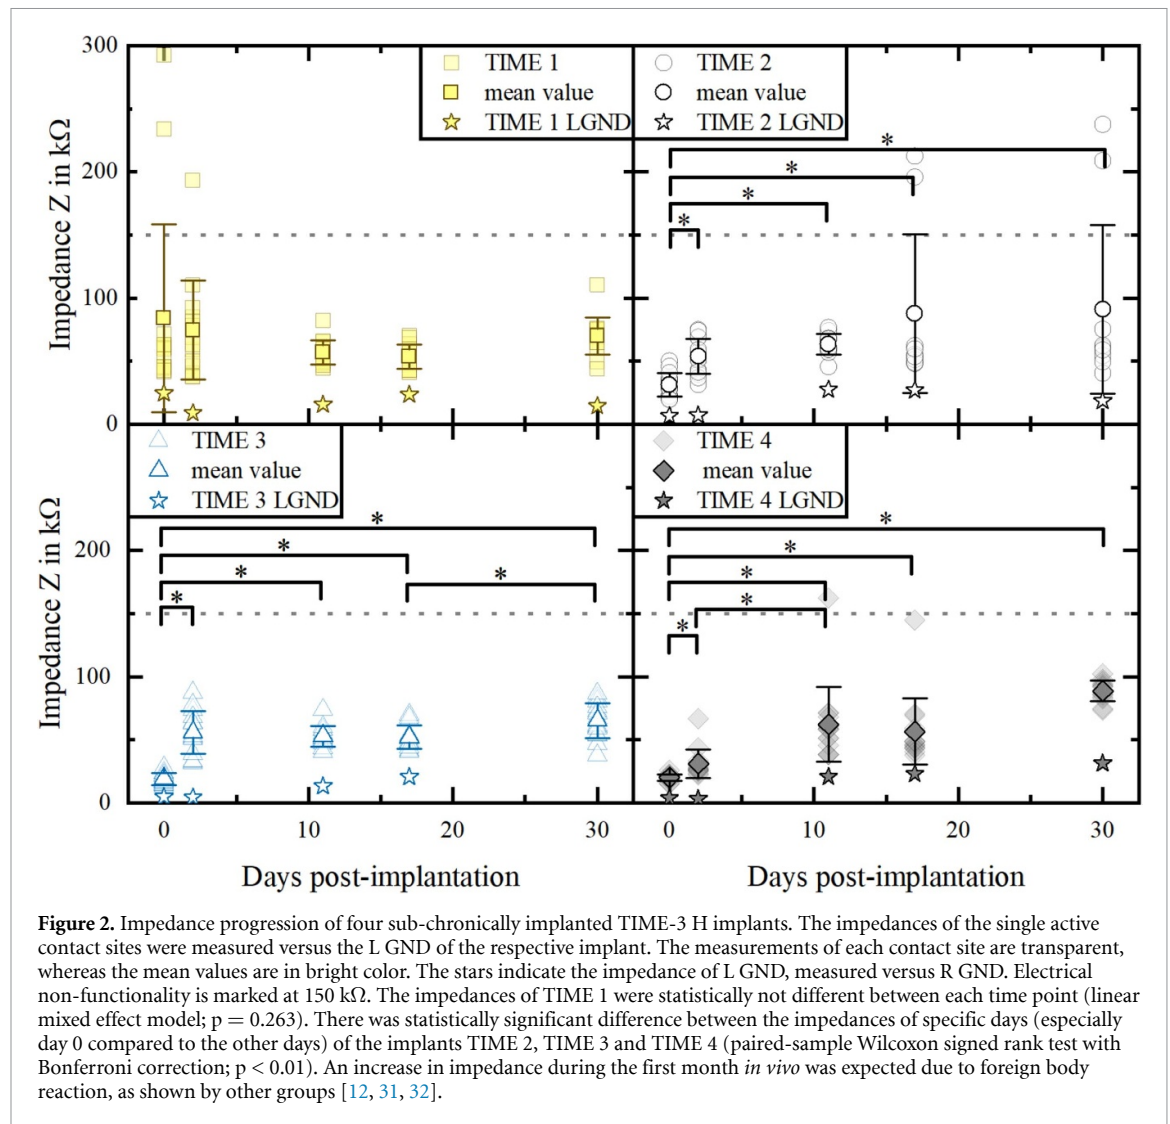 300
200
100
0
Impedance Z in kΩ
TIME 1
mean value
TIME 1 LGND
TIME 2
mean value
TIME 2 LGND
*
*
*
*
200
100
0
Impedance Z in kΩ
TIME 3
mean value
TIME 3 LGND
*
*
*
*
*
TIME 4
mean value
TIME 4 LGND
*
*
*
*
*
0 10 20 30
0 10 20 30
Days post-implantation
Days post-implantation
Figure 2. Impedance progression of four sub-chronically implanted TIME-3 H implants. The impedances of the single active
contact sites were measured versus the L GND of the respective implant. The measurements of each contact site are transparent,
whereas the mean values are in bright color. The stars indicate the impedance of L GND, measured versus R GND. Electrical
non-functionality is marked at 150 kΩ. The impedances of TIME 1 were statistically not different between each time point (linear
mixed effect model; p = 0.263). There was statistically significant difference between the impedances of specific days (especially
day 0 compared to the other days) of the implants TIME 2, TIME 3 and TIME 4 (paired-sample Wilcoxon signed rank test with
Bonferroni correction; p < 0.01). An increase in impedance during the first month in vivo was expected due to foreign body
reaction, as shown by other groups [12, 31, 32].